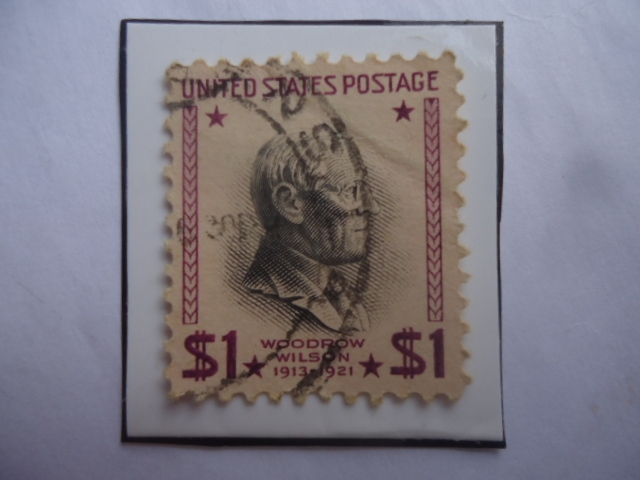 UNITED STATES POSTAGE
$1 $1
WOODROW
WILSON
1913-1921